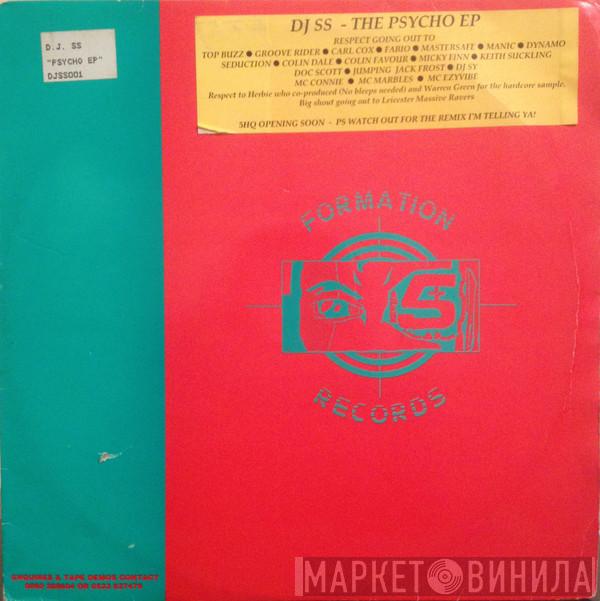 D.J. SS
"PSYCHO EP"
DJSS001
DJ SS - THE PSYCHO EP
RESPECT GOING OUT TO
TOP BUZZ ● GROOVE RIDER ● CARL COX ● FABIO ● MASTERSAFE ● MANIC ● DYNAMO
SEDUCTION ● COLIN DALE ● COLIN FAVOUR ● MICKY FINN ● KEITH SUCKLING
DOC SCOTT ● JUMPING JACK FROST ● DJ SY
MC CONNIE ● MC MARBLES ● MC EZYVIBE
Respect to Herbie who co-produced (No bleeps needed) and Warren Green for the hardcore sample.
Big shout going out to Leicester Massive Ravers
5HQ OPENING SOON - PS WATCH OUT FOR THE REMIX I'M TELLING YA!
FORMATION
RECORDS
ENQUIRIES & TAPE DEMOS CONTACT
OR 0533
МАРКЕТ ВИНИЛА